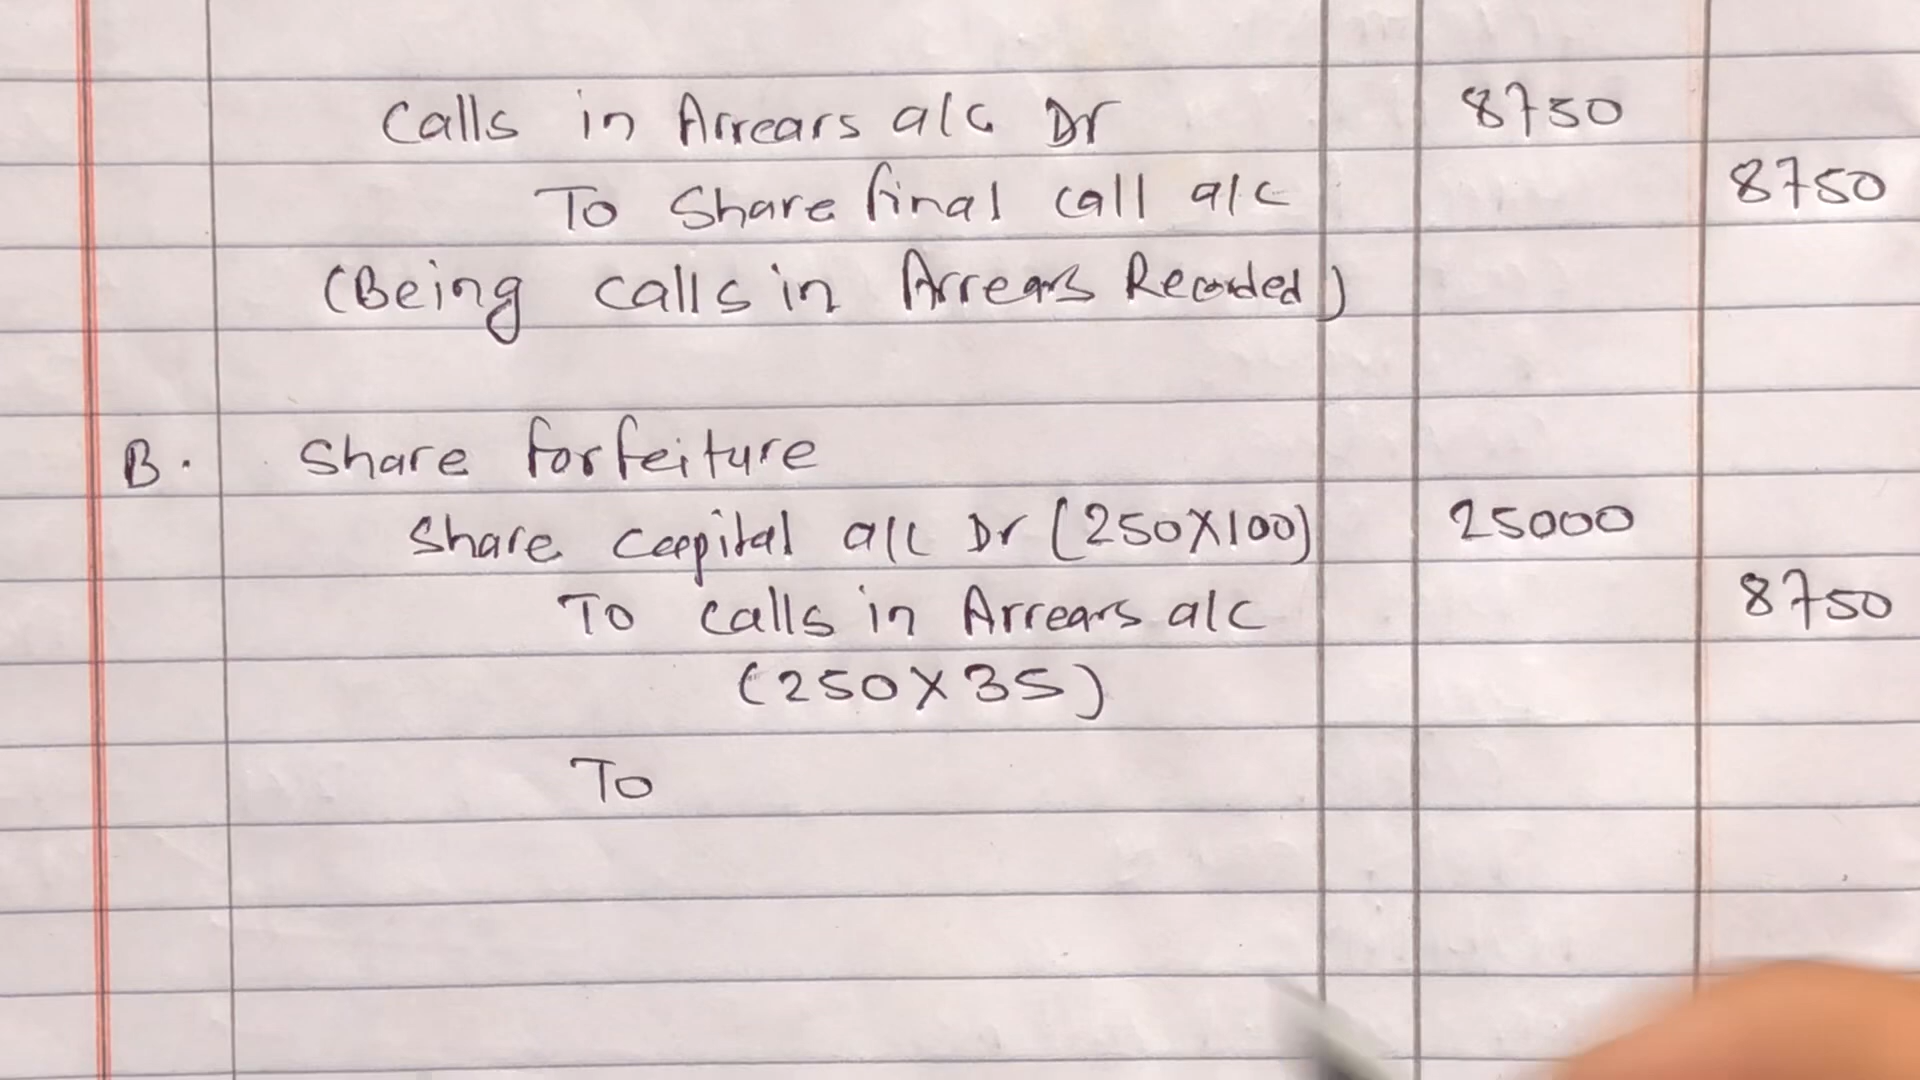 Calls in Arrears a/c Dr 8750
To Share final call a/c 8750
(Being calls in Arrears Recorded)
B. Share forfeiture
Share capital a/c Dr (250X100) 25000
To calls in Arrears a/c 8750
(250X35)
To